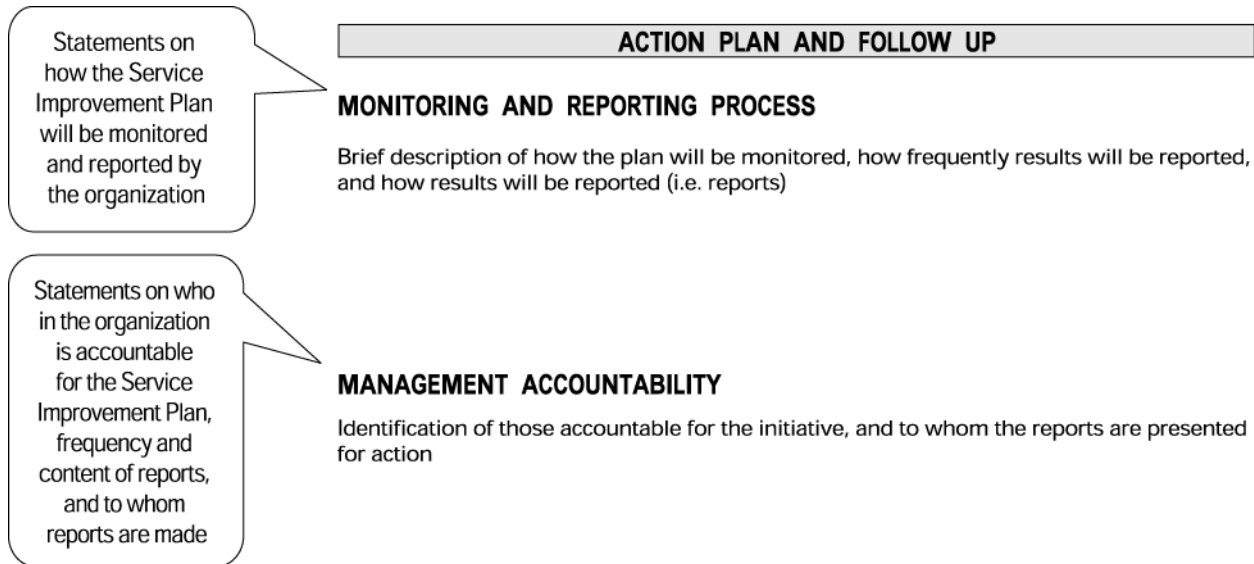 Statements on
how the Service
Improvement Plan
will be monitored
and reported by
the organization
ACTION PLAN AND FOLLOW UP
MONITORING AND REPORTING PROCESS
Brief description of how the plan will be monitored, how frequently results will be reported,
and how results will be reported (i.e. reports)
Statements on who
in the organization
is accountable
for the Service
Improvement Plan,
frequency and
content of reports,
and to whom
reports are made
MANAGEMENT ACCOUNTABILITY
Identification of those accountable for the initiative, and to whom the reports are presented
for action